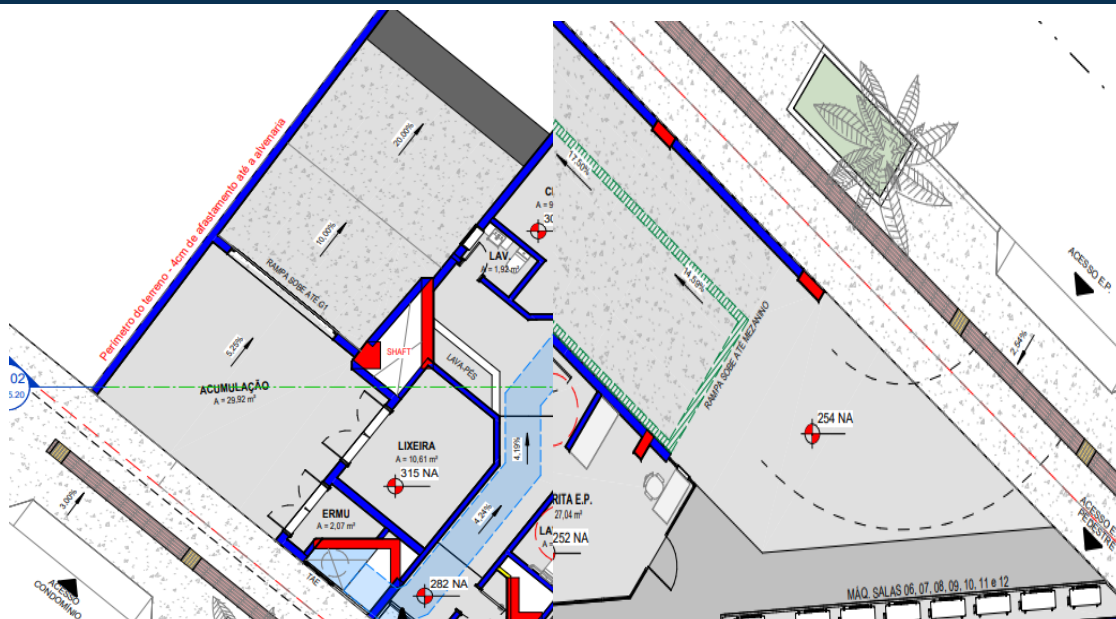 Perímetro do terreno - 4cm de afastamento até a alvenaria
20.00%
10.00%
RAMPA SOBE ATÉ G1
5.25%
ACUMULAÇÃO
A = 29.92 m²
02
5.20
SHAFT
LAVA-PÉS
LAV.
A = 1,92 m²
LIXEIRA
A = 10,61 m²
315 NA
ERMU
A = 2,07 m²
TAE
4.19%
4.24%
282 NA
3.00%
ACESSO
CONDOMÍNIO
17,50%
14.59%
RAMPA SOBE ATÉ MEZANINO
254 NA
RITA E.P.
27,04 m²
252 NA
ACESSO E.P.
2,54%
PEDESTRE
MÁQ. SALAS 06, 07, 08, 09, 10, 11 e 12